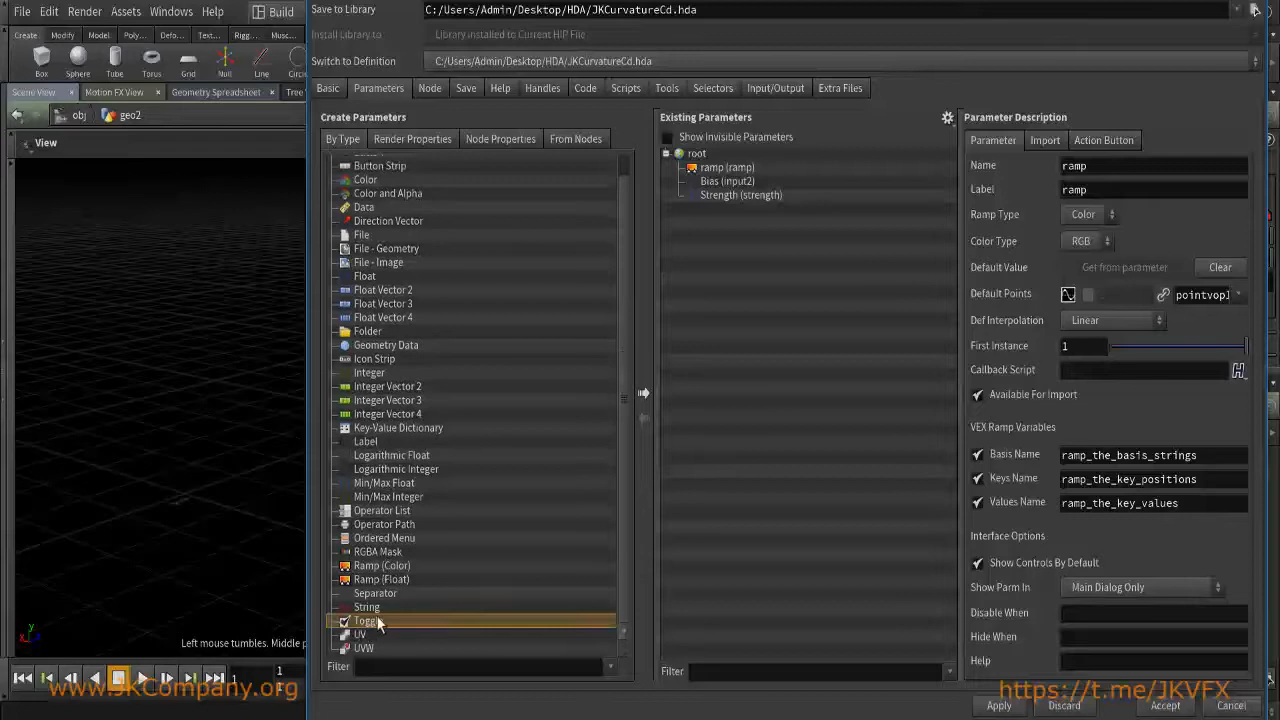 File Edit Render Assets Windows Help Build
Save to Library C:/Users/Admin/Desktop/HDA/JKCurvatureCd.hda
Install Library to Library installed to Current HIP File
Switch to Definition C:/Users/Admin/Desktop/HDA/JKCurvatureCd.hda
Create Modify Model Poly... Defo... Text... Rigg... Musc...
Box Sphere Tube Torus Grid Null Line
Basic Parameters Node Save Help Handles Code Scripts Tools Selectors Input/Output Extra Files
Scene View Motion FX View Geometry Spreadsheet
obj geo2
View
Create Parameters
By Type Render Properties Node Properties From Nodes
Button Strip
Color
Color and Alpha
Data
Direction Vector
File
File - Geometry
File - Image
Float
Float Vector 2
Float Vector 3
Float Vector 4
Folder
Geometry Data
Icon Strip
Integer
Integer Vector 2
Integer Vector 3
Integer Vector 4
Key-Value Dictionary
Label
Logarithmic Float
Logarithmic Integer
Min/Max Float
Min/Max Integer
Operator List
Operator Path
Ordered Menu
RGBA Mask
Ramp (Color)
Ramp (Float)
Separator
String
UV
UVW
Filter
Existing Parameters
Show Invisible Parameters
root
ramp (ramp)
Bias (input2)
Strength (strength)
Filter
Parameter Description
Parameter Import Action Button
Name ramp
Label ramp
Ramp Type Color
Color Type RGB
Default Value Get from parameter Clear
Default Points
Def Interpolation Linear
First Instance 1
Callback Script
Available For Import
VEX Ramp Variables
Basis Name ramp_the_basis_strings
Keys Name ramp_the_key_positions
Values Name ramp_the_key_values
Interface Options
Show Controls By Default
Show Parm In Main Dialog Only
Disable When
Hide When
Help
Left mouse tumbles. Middle
y
x
z
1 1
www.JKCompany.org
https://t.me/JKVFX
Apply Discard Accept Cancel